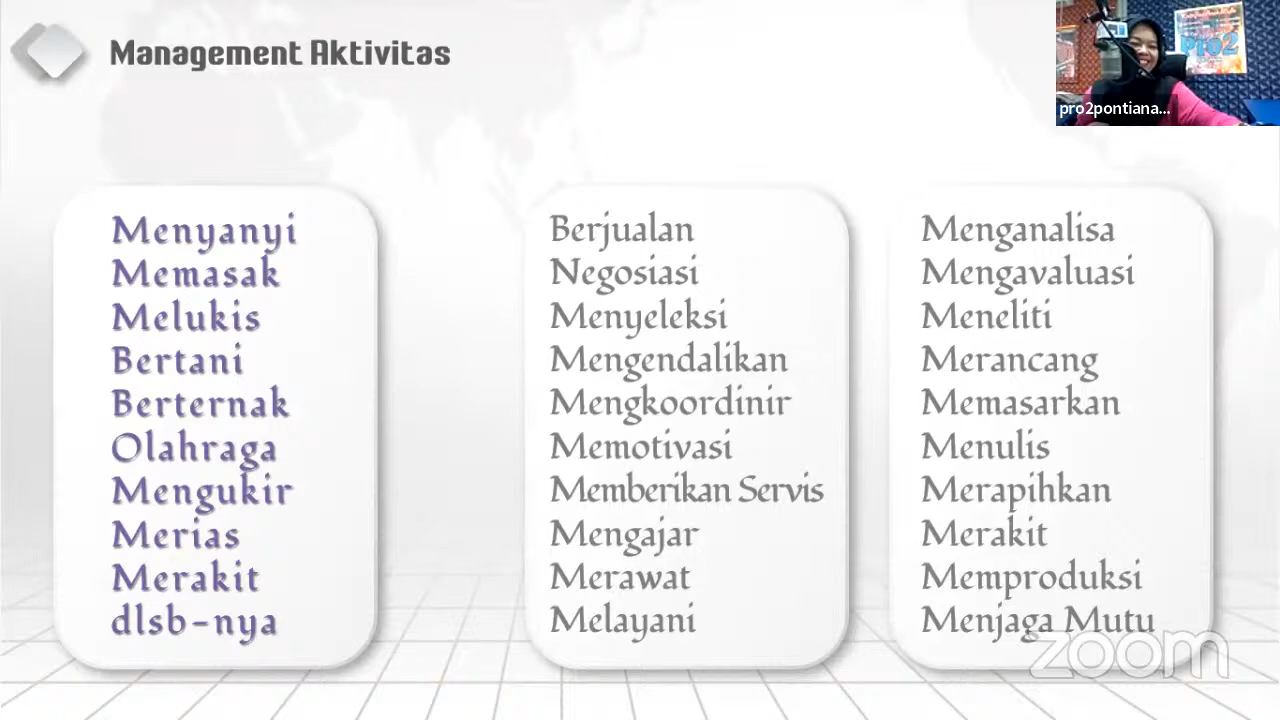 Management Aktivitas
pro2pontiana...
Pro2
Menyanyi
Memasak
Melukis
Bertani
Berternak
Olahraga
Mengukir
Merias
Merakit
dlsb-nya
Berjualan
Negosiasi
Menyeleksi
Mengendalikan
Mengkoordinir
Memotivasi
Memberikan Servis
Mengajar
Merawat
Melayani
Menganalisa
Mengavaluasi
Meneliti
Merancang
Memasarkan
Menulis
Merapihkan
Merakit
Memproduksi
Menjaga Mutu
zoom